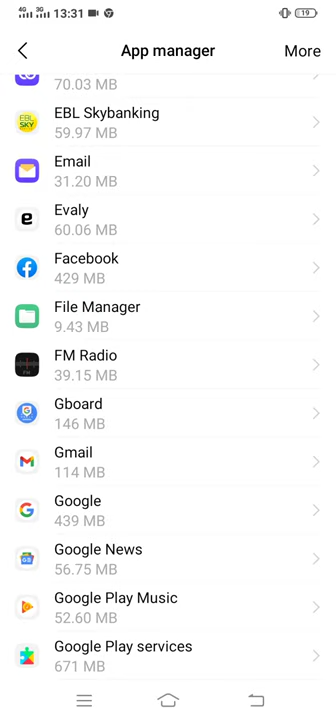 4G 3G 13:31 19
App manager More
70.03 MB
EBL Skybanking
59.97 MB
Email
31.20 MB
Evaly
60.06 MB
Facebook
429 MB
File Manager
9.43 MB
FM Radio
39.15 MB
Gboard
146 MB
Gmail
114 MB
Google
439 MB
Google News
56.75 MB
Google Play Music
52.60 MB
Google Play services
671 MB